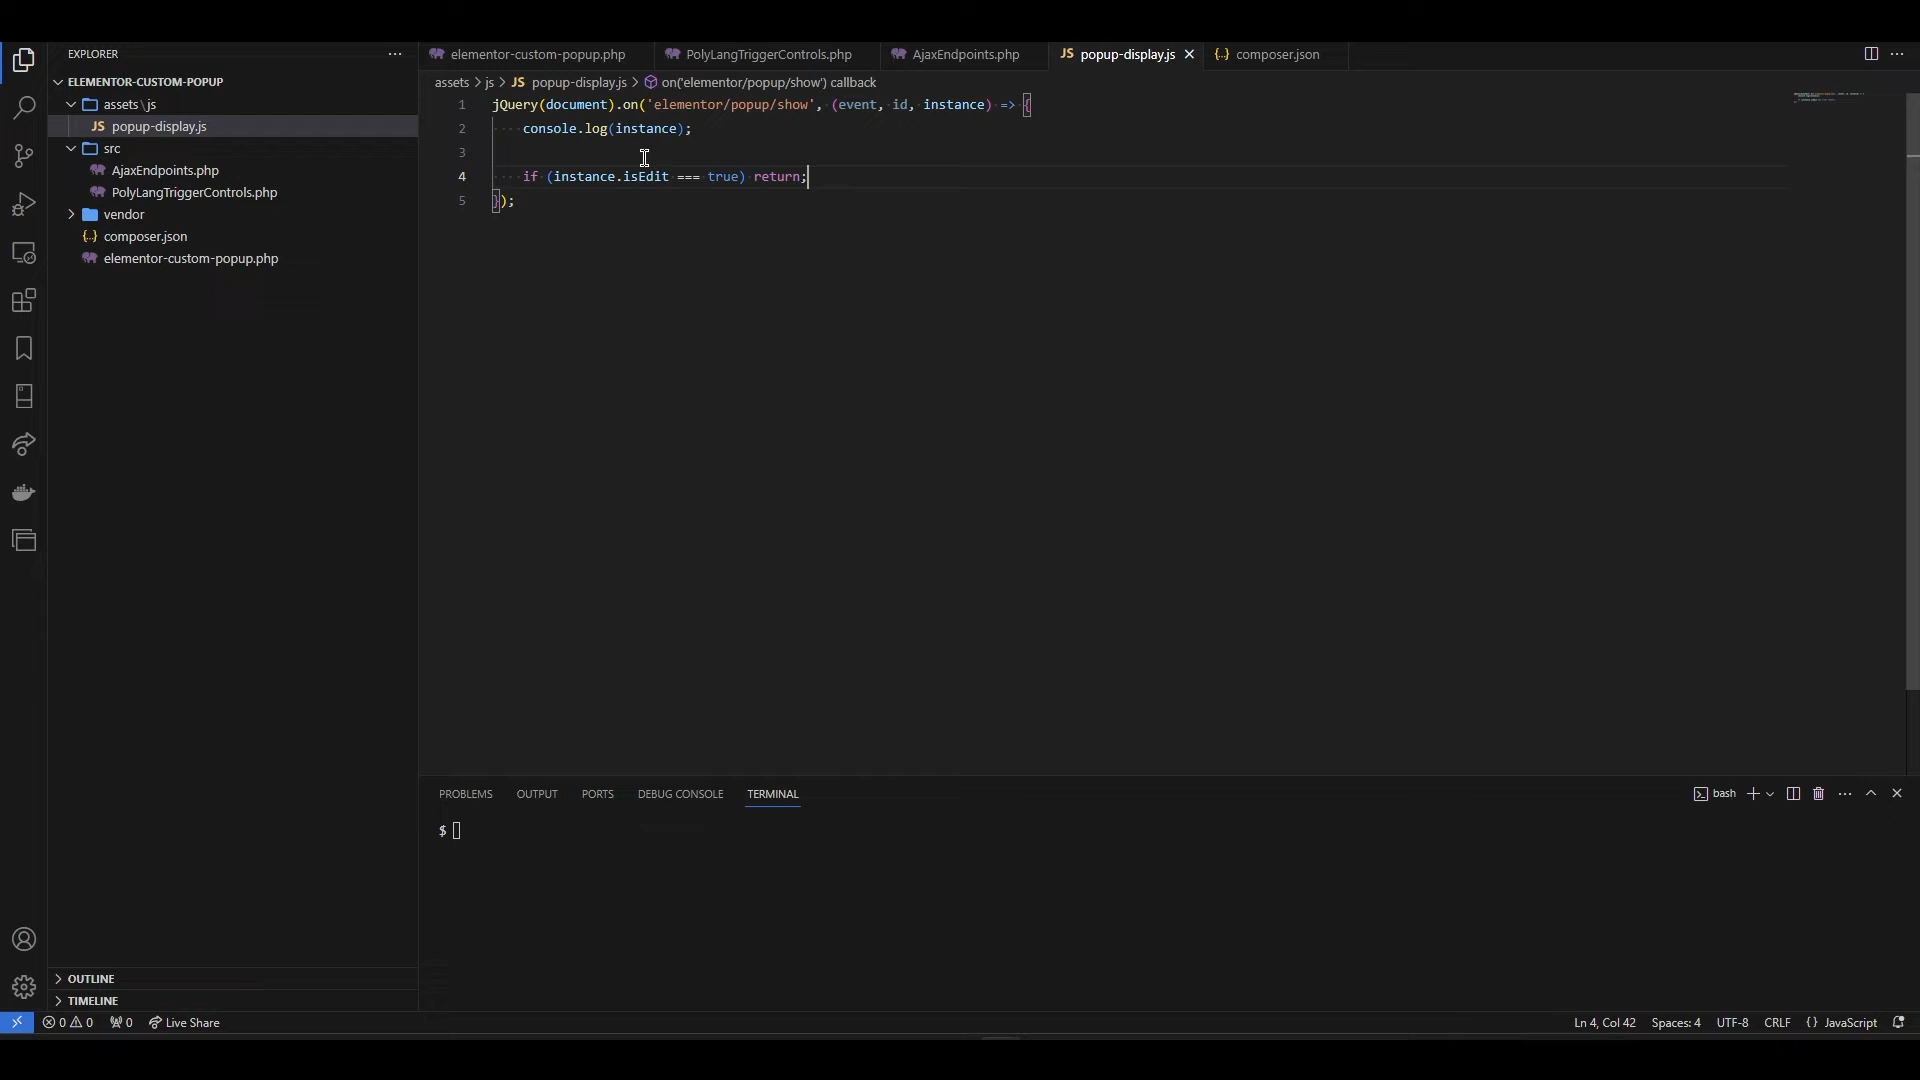 EXPLORER
ELEMENTOR-CUSTOM-POPUP
assets \ js
JS popup-display.js
src
AjaxEndpoints.php
PolyLangTriggerControls.php
vendor
{..} composer.json
elementor-custom-popup.php
OUTLINE
TIMELINE
elementor-custom-popup.php PolyLangTriggerControls.php AjaxEndpoints.php JS popup-display.js {..} composer.json
assets > js > JS popup-display.js > on('elementor/popup/show') callback
1 jQuery(document).on('elementor/popup/show', (event, id, instance) => {
2 console.log(instance);
3
4 if (instance.isEdit === true) return;
5 });
PROBLEMS OUTPUT PORTS DEBUG CONSOLE TERMINAL
bash
$
0 0 0 Live Share
Ln 4, Col 42 Spaces: 4 UTF-8 CRLF {} JavaScript